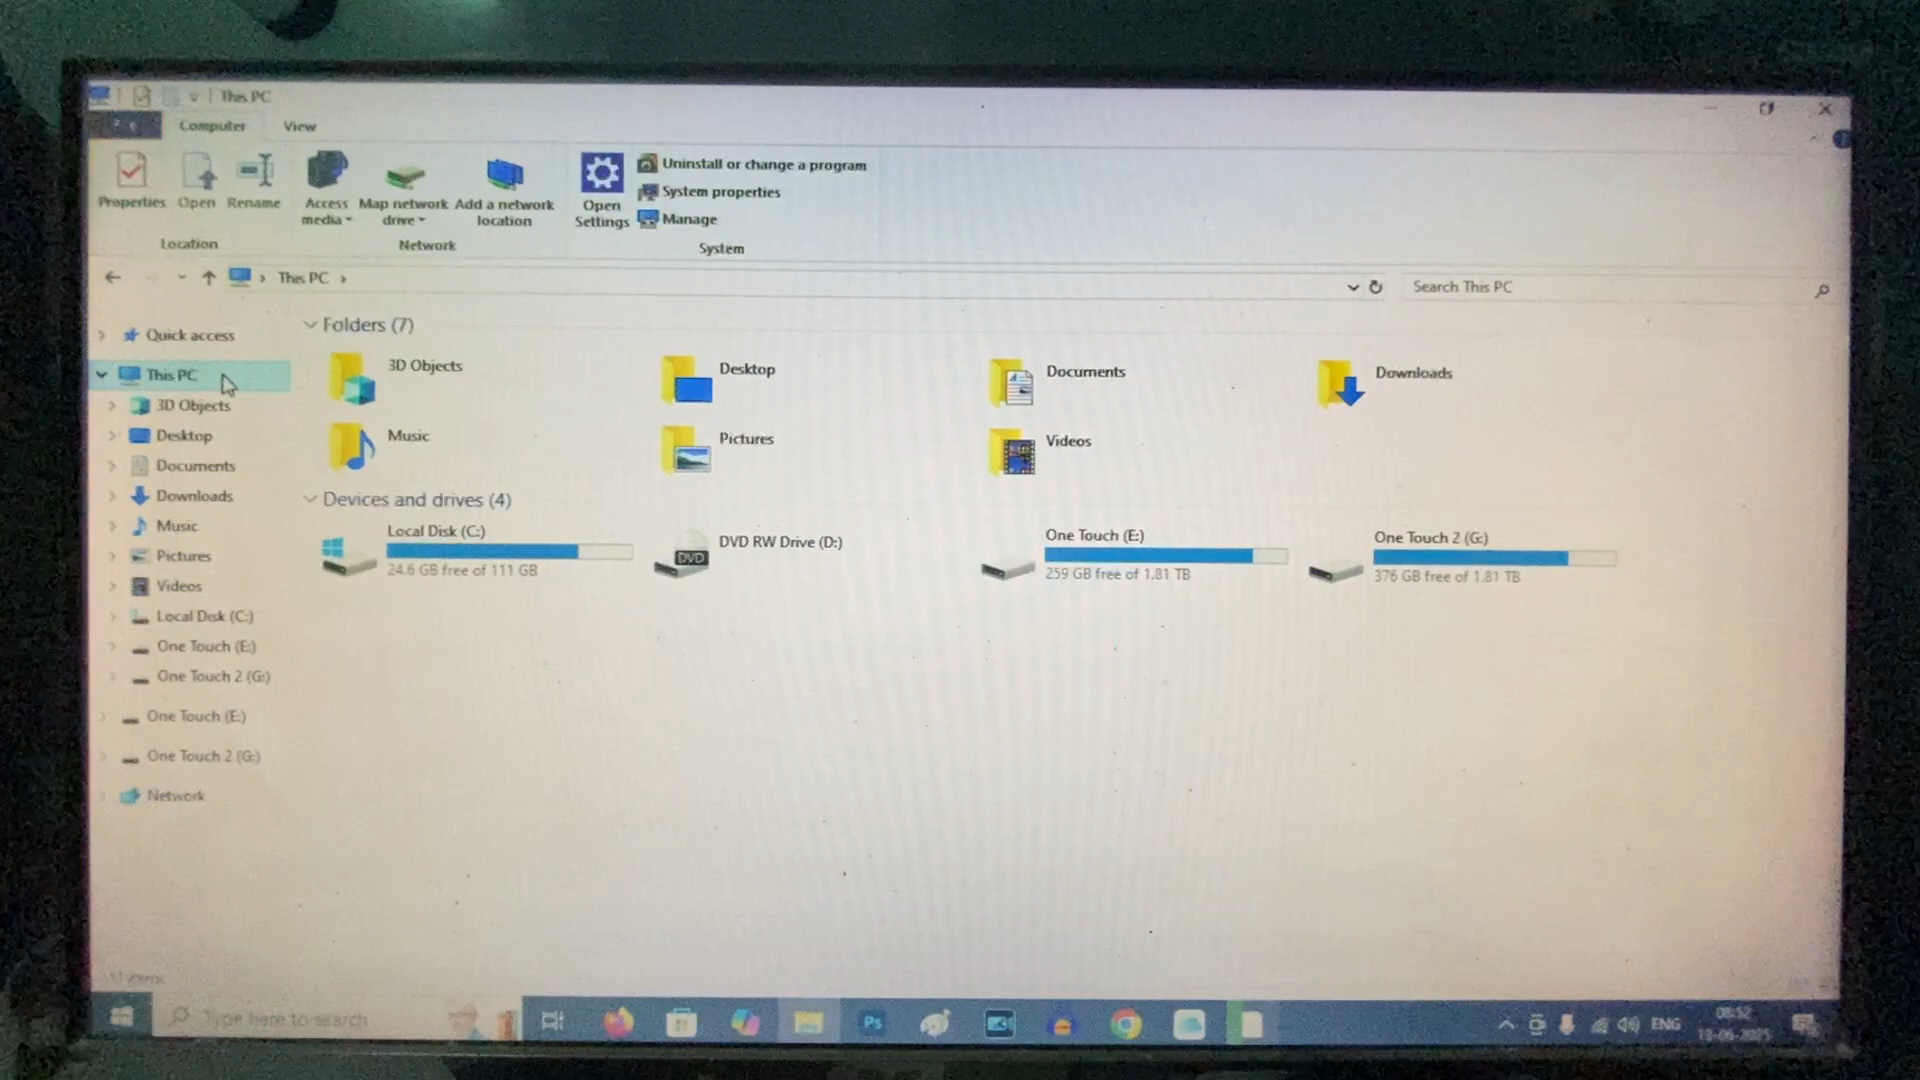 This PC
Computer View
Properties Open Rename Access media Map network drive Add a network location Open Settings Uninstall or change a program
System properties
Manage
Location Network System
This PC
Search This PC
Quick access
This PC
3D Objects
Desktop
Documents
Downloads
Music
Pictures
Videos
Local Disk (C:)
One Touch (E:)
One Touch 2 (G:)
One Touch (E:)
One Touch 2 (G:)
Network
Folders (7)
3D Objects Desktop Documents Downloads
Music Pictures Videos
Devices and drives (4)
Local Disk (C:)
24.6 GB free of 111 GB
DVD
DVD RW Drive (D:)
One Touch (E:)
259 GB free of 1.81 TB
One Touch 2 (G:)
376 GB free of 1.81 TB
11 items
Type here to search
Ps
ENG
08:52
13-06-2025